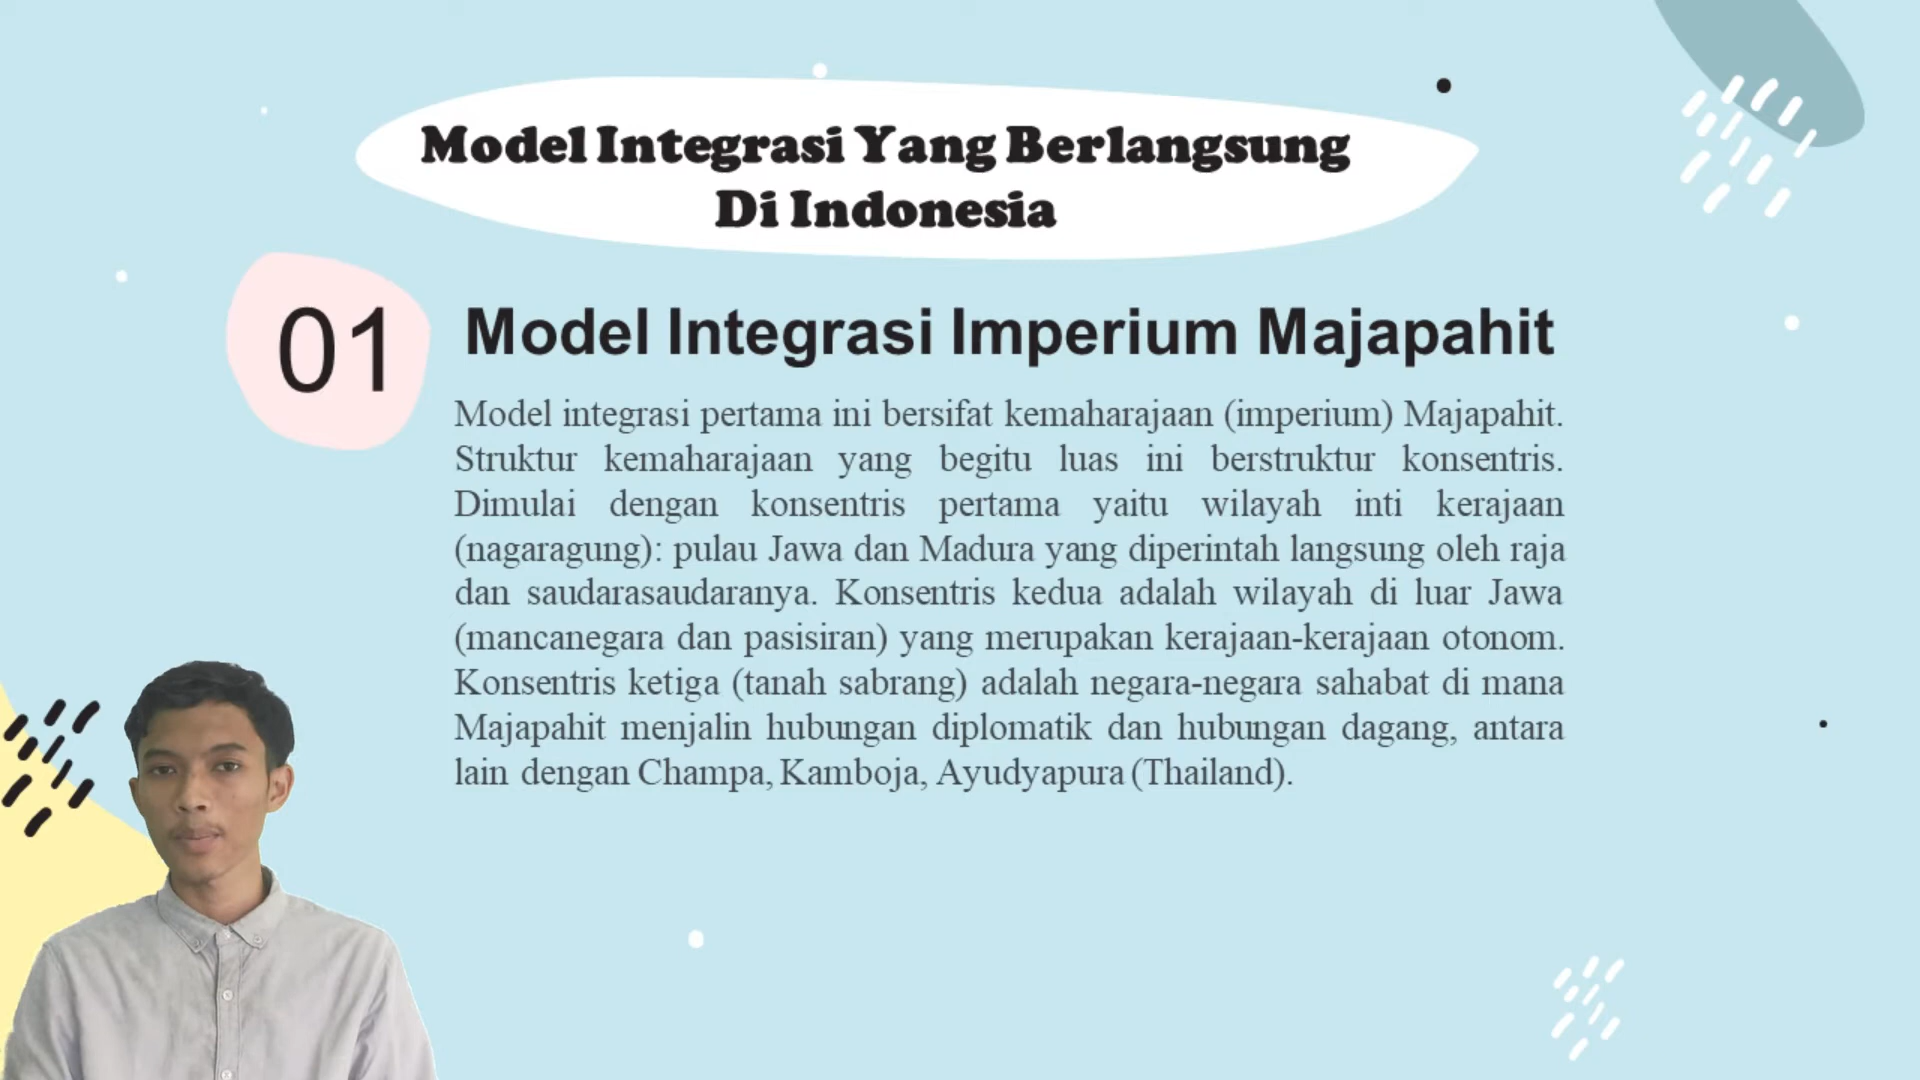 Model Integrasi Yang Berlangsung
Di Indonesia
01
Model Integrasi Imperium Majapahit
Model integrasi pertama ini bersifat kemaharajaan (imperium) Majapahit.
Struktur kemaharajaan yang begitu luas ini berstruktur konsentris.
Dimulai dengan konsentris pertama yaitu wilayah inti kerajaan
(nagaragung): pulau Jawa dan Madura yang diperintah langsung oleh raja
dan saudarasaudaranya. Konsentris kedua adalah wilayah di luar Jawa
(mancanegara dan pasisiran) yang merupakan kerajaan-kerajaan otonom.
Konsentris ketiga (tanah sabrang) adalah negara-negara sahabat di mana
Majapahit menjalin hubungan diplomatik dan hubungan dagang, antara
lain dengan Champa, Kamboja, Ayudyapura (Thailand).